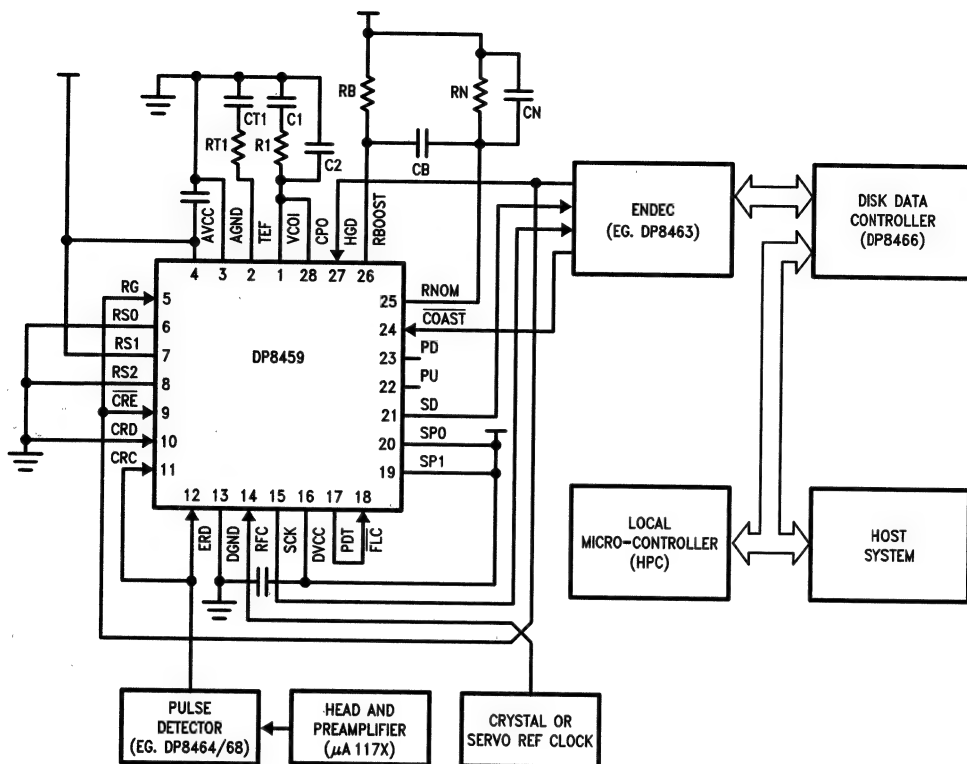 RB
RN
CN
CT1
C1
RT1
R1
C2
CB
AVCC
AGND
TEF
VCOI
CPO
HGD
RBOOST
4
3
2
1
28
27
26
RG
5
RS0
6
RS1
7
RS2
8
CRE
9
CRD
10
CRC
11
DP8459
25
RNOM
24
COAST
23
PD
22
PU
21
SD
20
SP0
19
SP1
12
13
14
15
16
17
18
ERD
DGND
RFC
SCK
DVCC
PDT
FLC
ENDEC
(EG. DP8463)
DISK DATA
CONTROLLER
(DP8466)
LOCAL
MICRO-CONTROLLER
(HPC)
HOST
SYSTEM
PULSE
DETECTOR
(EG. DP8464/68)
HEAD AND
PREAMPLIFIER
(μA 117X)
CRYSTAL OR
SERVO REF CLOCK